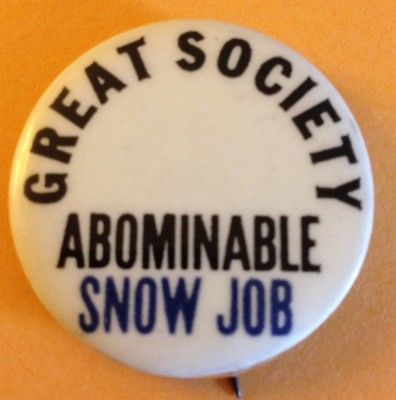 GREAT SOCIETY
ABOMINABLE
SNOW JOB